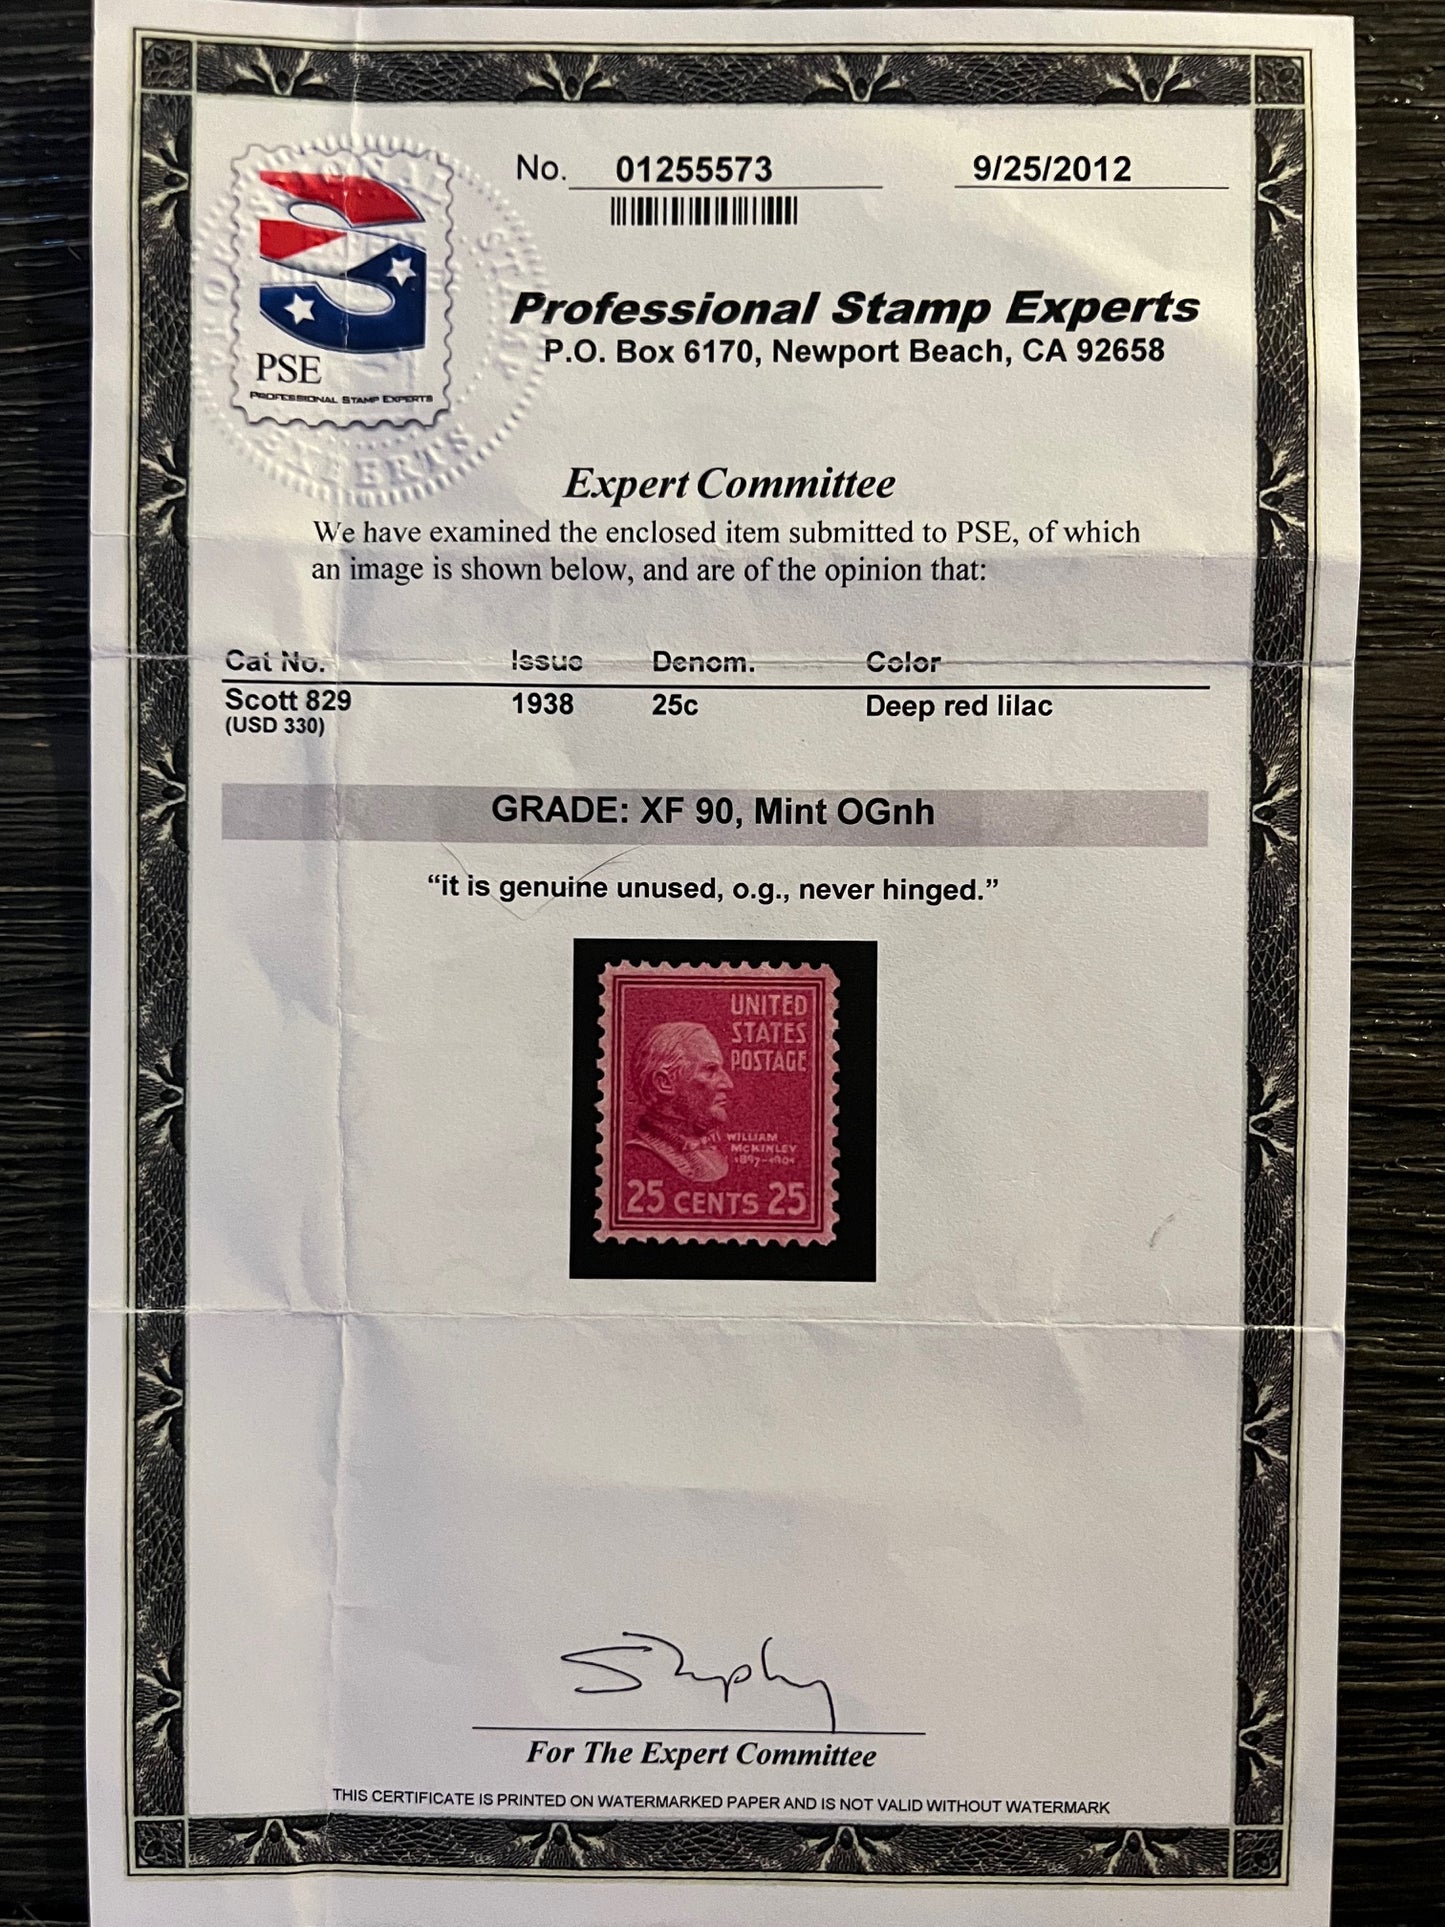 No. 01255573 9/25/2012
PSE
PROFESSIONAL STAMP EXPERTS
EXPERTS
Professional Stamp Experts
P.O. Box 6170, Newport Beach, CA 92658
Expert Committee
We have examined the enclosed item submitted to PSE, of which
an image is shown below, and are of the opinion that:
Cat No. Issue Denom. Color
Scott 829 1938 25c Deep red lilac
(USD 330)
GRADE: XF 90, Mint OGnh
“it is genuine unused, o.g., never hinged.”
UNITED
STATES
POSTAGE
WILLIAM
MCKINLEY
1897-1901
25 CENTS 25
For The Expert Committee
THIS CERTIFICATE IS PRINTED ON WATERMARKED PAPER AND IS NOT VALID WITHOUT WATERMARK